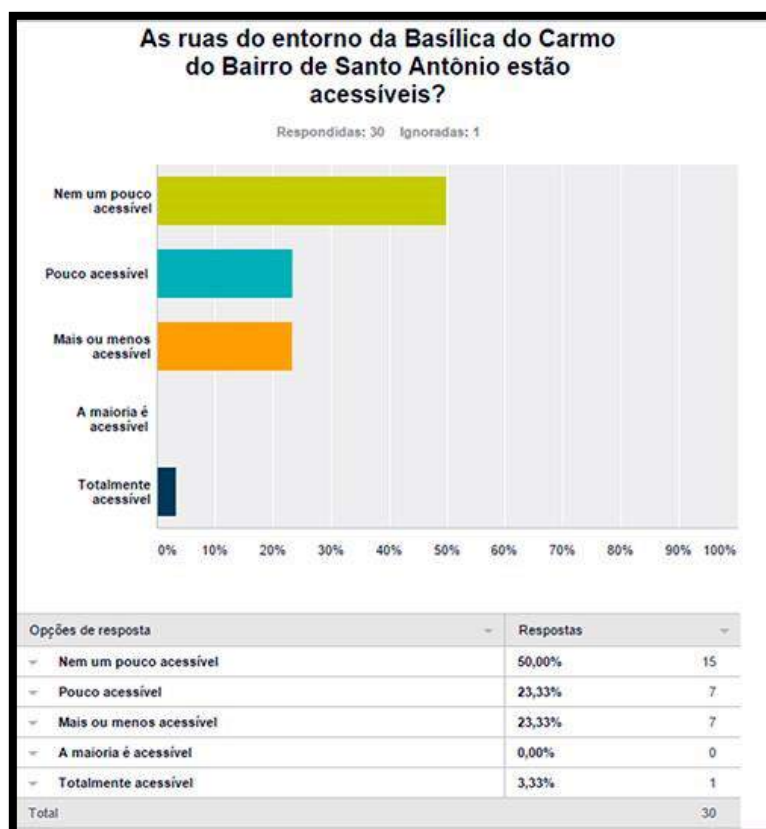 As ruas do entorno da Basílica do Carmo
do Bairro de Santo Antônio estão
acessíveis?
Respondidas: 30 Ignoradas: 1
Nem um pouco
acessível
Pouco acessível
Mais ou menos
acessível
A maioria é
acessível
Totalmente
acessível
0% 10% 20% 30% 40% 50% 60% 70% 80% 90% 100%
Opções de resposta Respostas
Nem um pouco acessível 50,00% 15
Pouco acessível 23,33% 7
Mais ou menos acessível 23,33% 7
A maioria é acessível 0,00% 0
Totalmente acessível 3,33% 1
Total 30